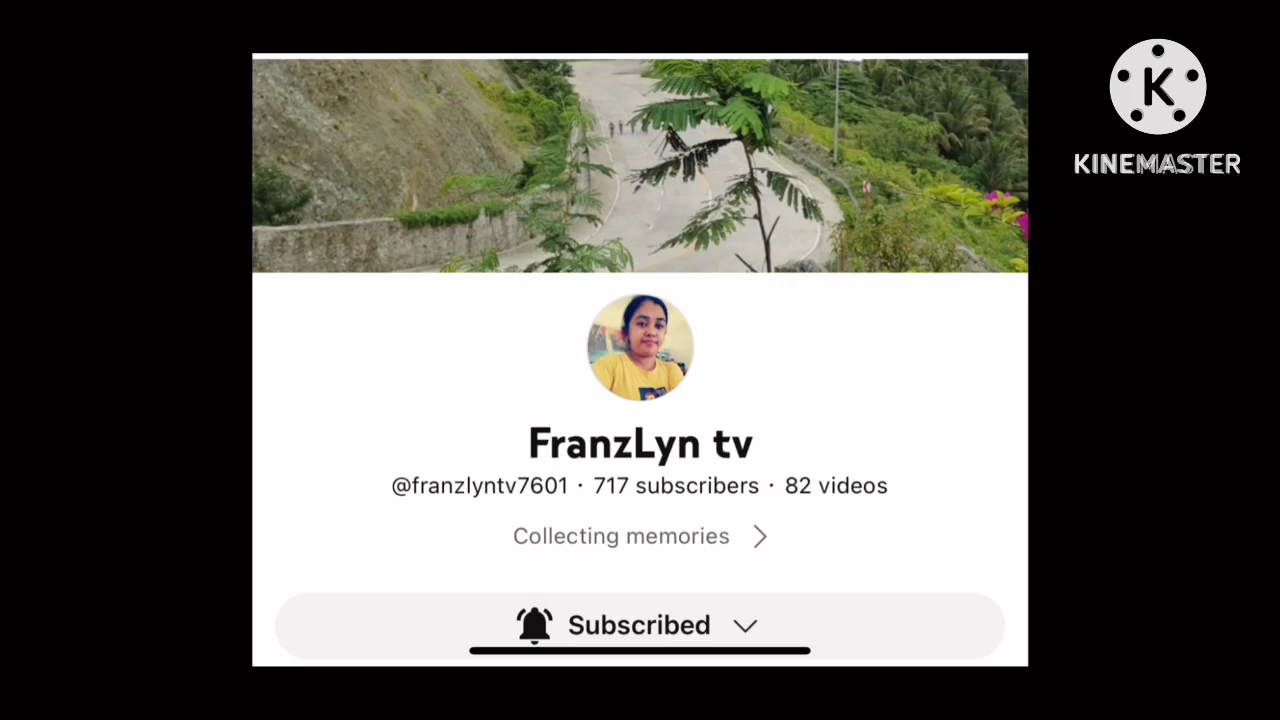 K
KINEMASTER
FranzLyn tv
@franzlyntv7601 · 717 subscribers · 82 videos
Collecting memories
Subscribed